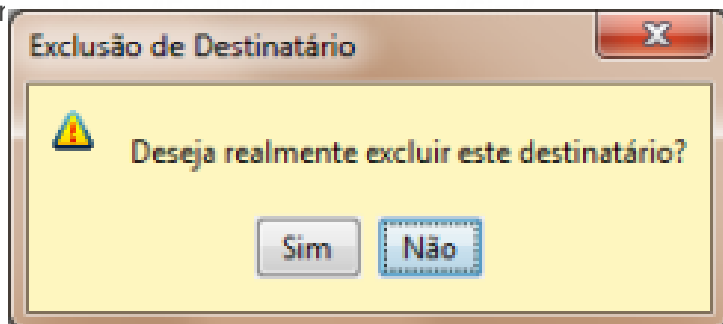 r
Exclusão de Destinatário
Deseja realmente excluir este destinatário?
Sim Não